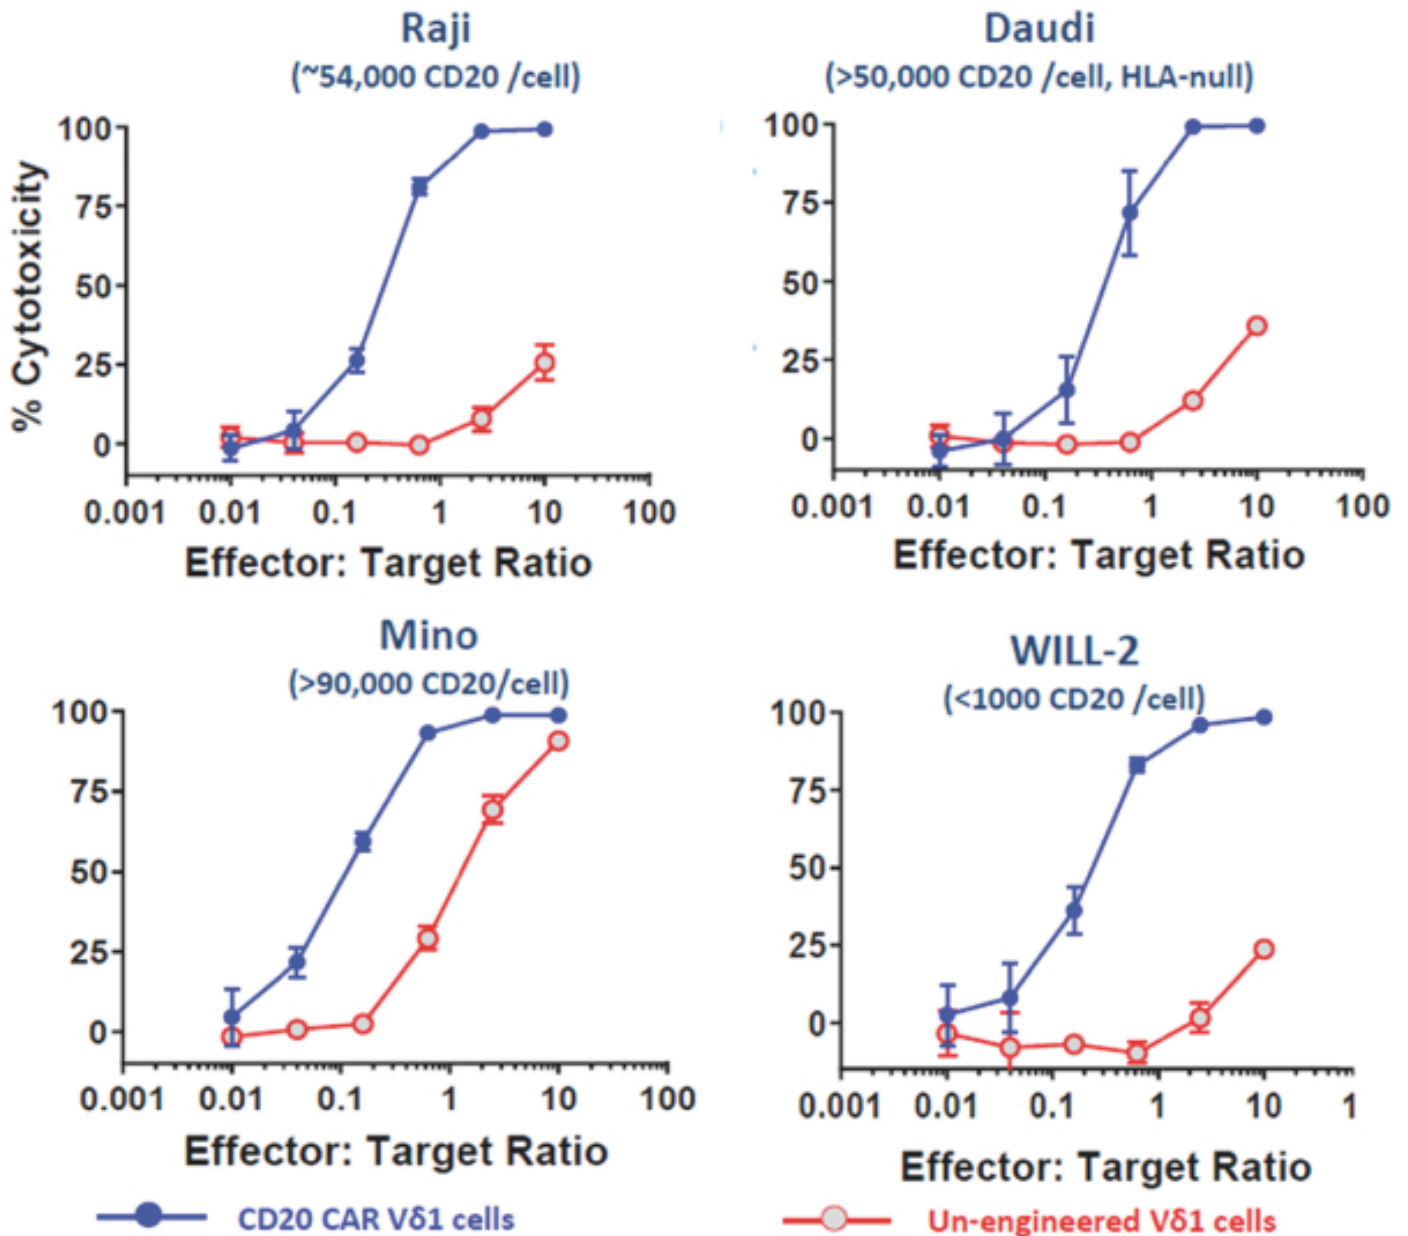 Raji
(~54,000 CD20 /cell)
% Cytotoxicity
100
75
50
25
0
0.001 0.01 0.1 1 10 100
Effector: Target Ratio
Daudi
(>50,000 CD20 /cell, HLA-null)
100
75
50
25
0
0.001 0.01 0.1 1 10 100
Effector: Target Ratio
Mino
(>90,000 CD20/cell)
100
75
50
25
0
0.001 0.01 0.1 1 10 100
Effector: Target Ratio
WILL-2
(<1000 CD20 /cell)
100
75
50
25
0
0.001 0.01 0.1 1 10 1
Effector: Target Ratio
CD20 CAR Vδ1 cells
Un-engineered Vδ1 cells